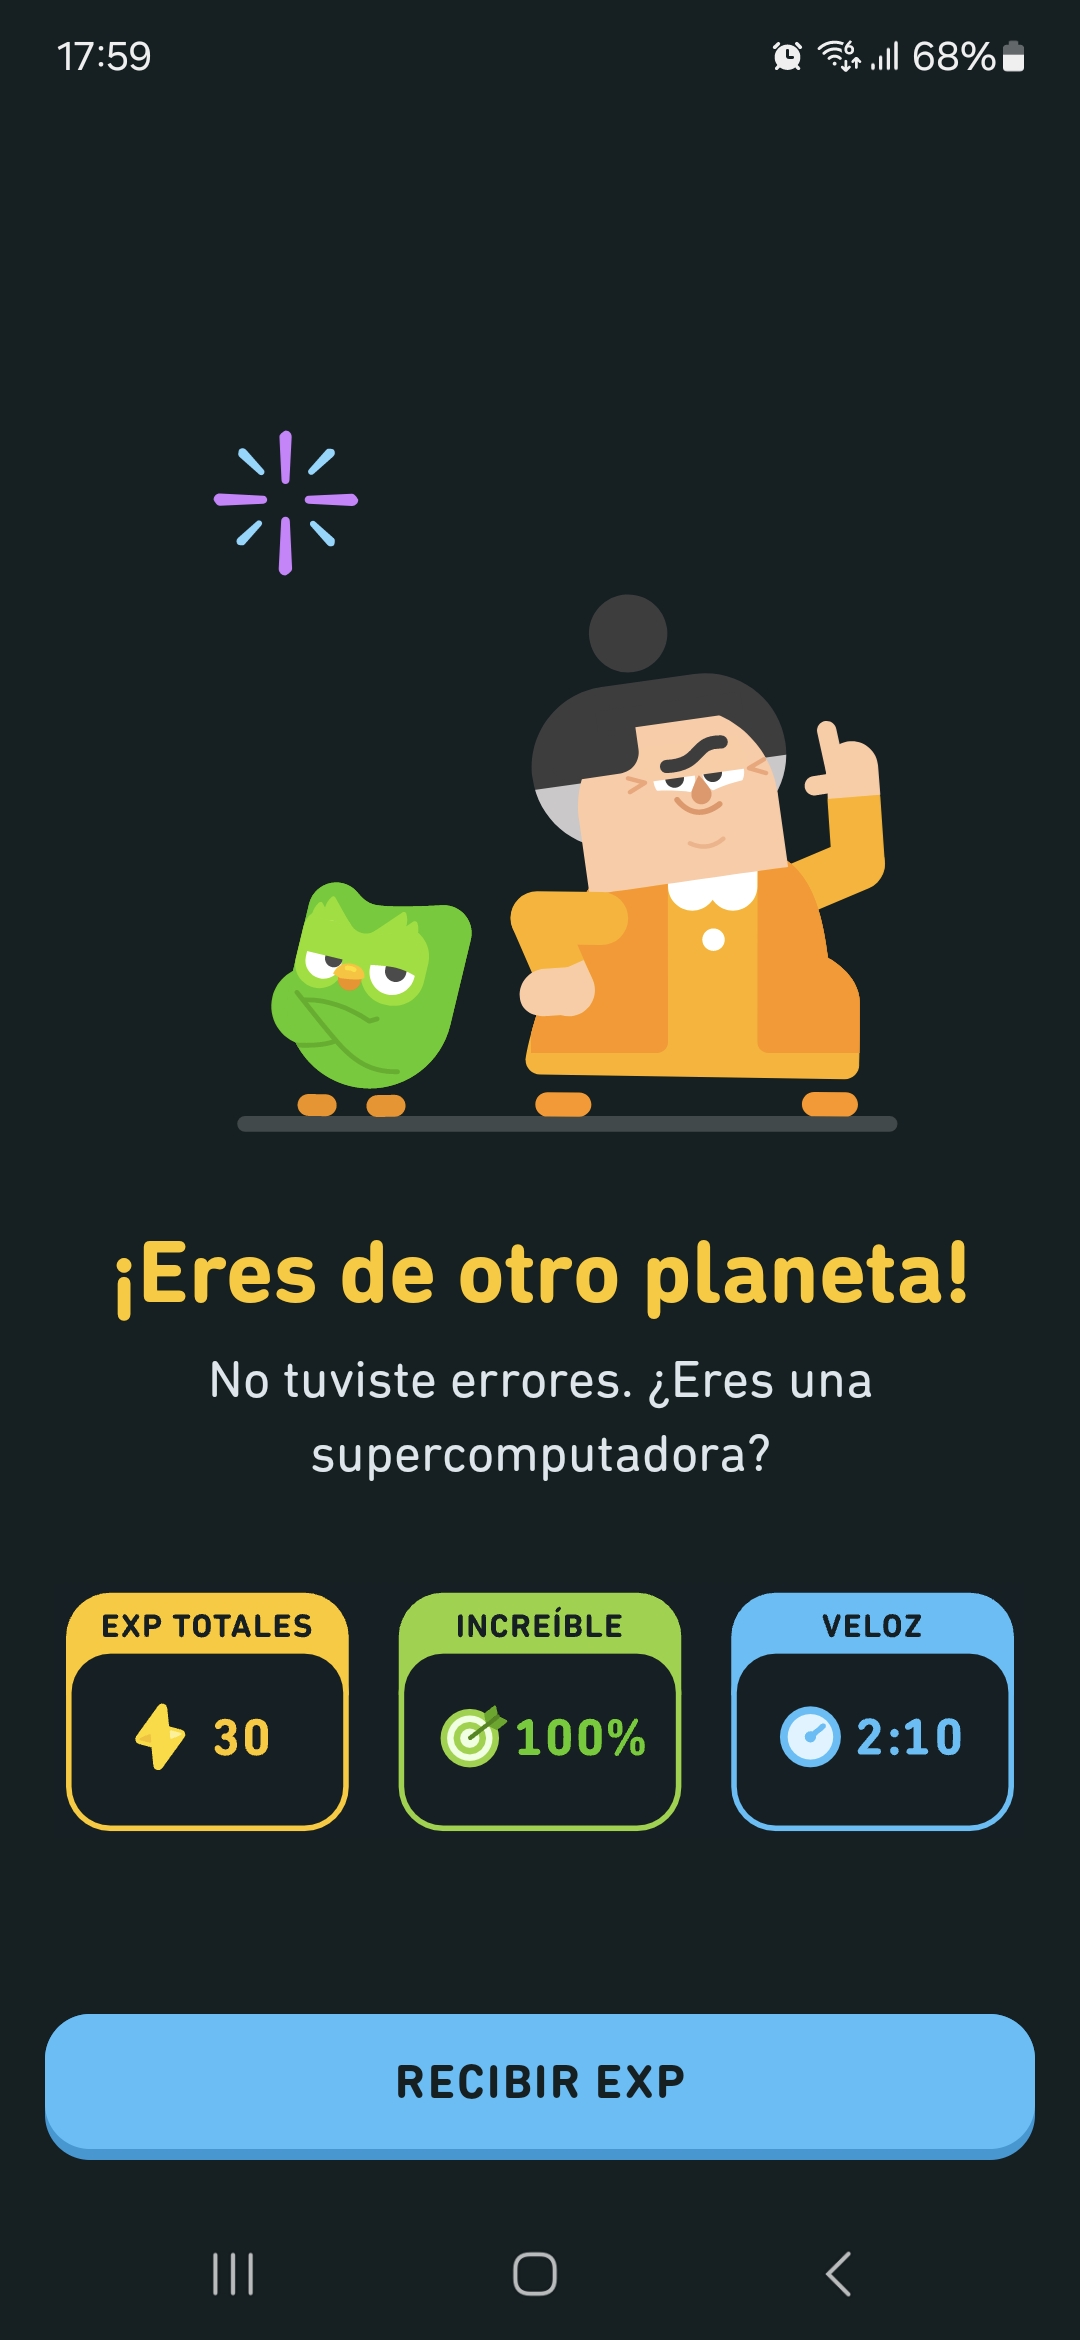 17:59
6
68%
¡Eres de otro planeta!
No tuviste errores. ¿Eres una
supercomputadora?
EXP TOTALES
INCREÍBLE
VELOZ
30
100%
2:10
RECIBIR EXP